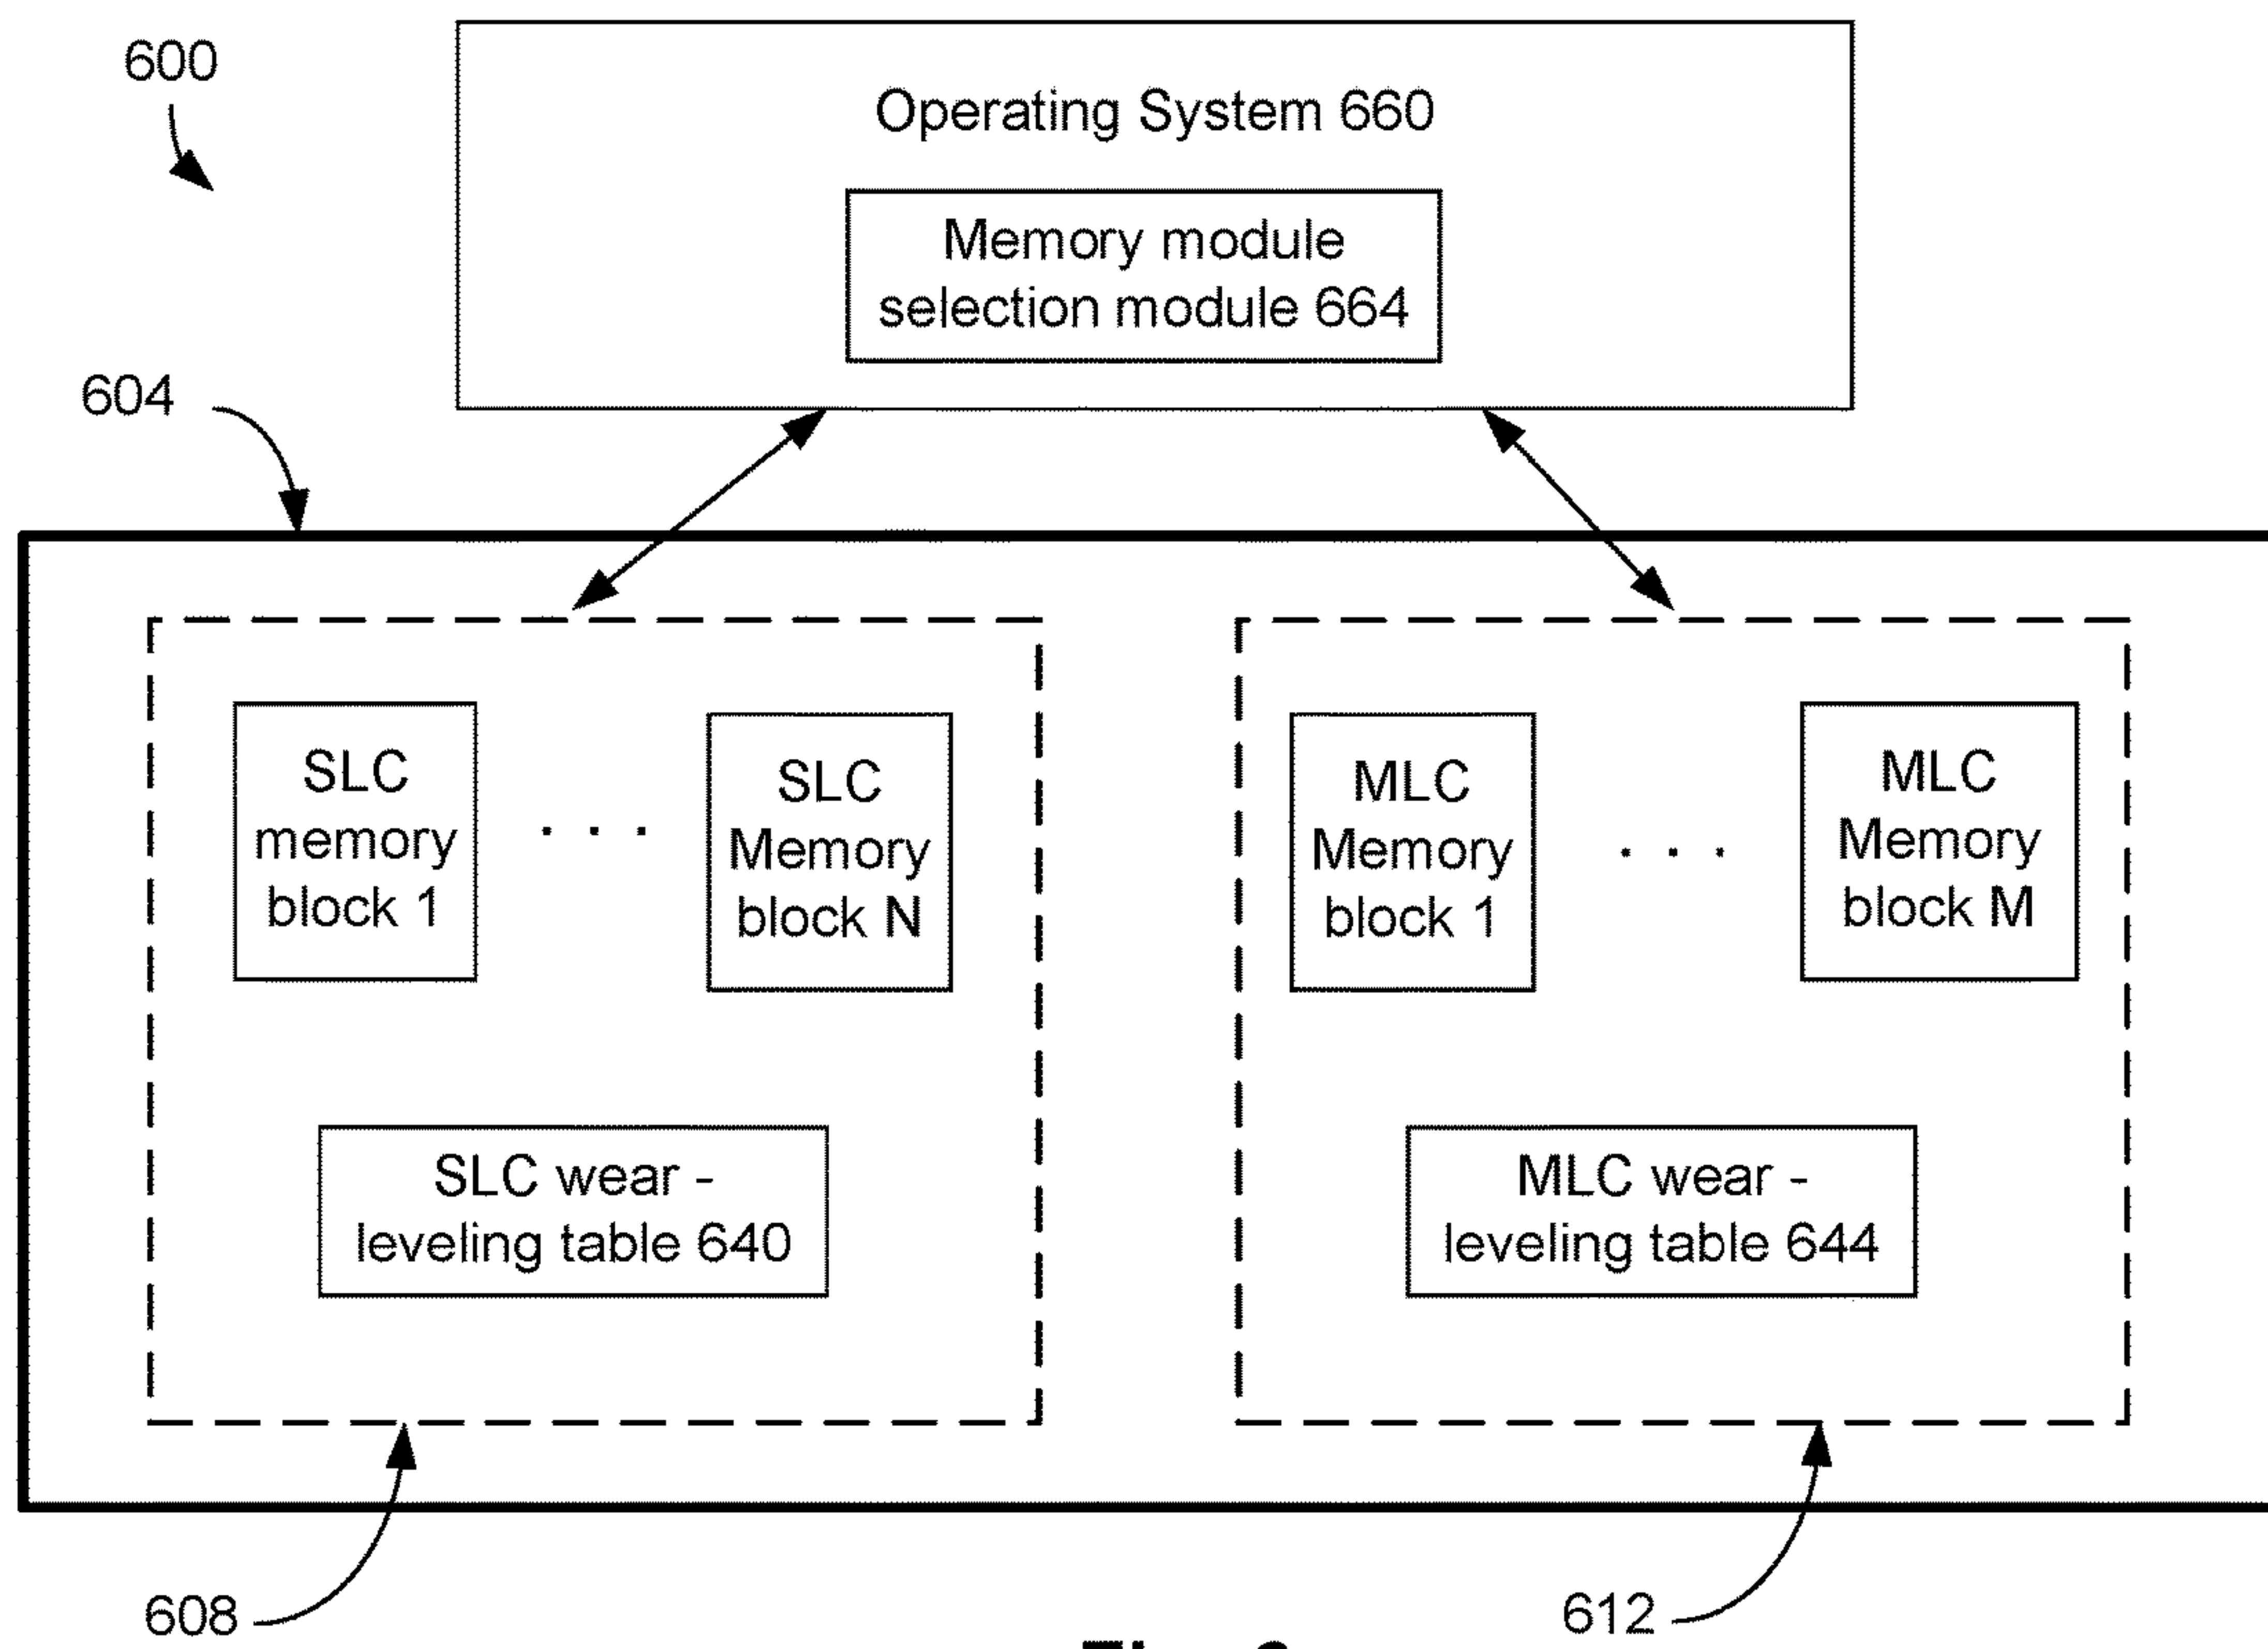 600
Operating System 660
Memory module
selection module 664
604
SLC
memory
block 1
. . .
SLC
Memory
block N
MLC
Memory
block 1
. . .
MLC
Memory
block M
SLC wear -
leveling table 640
MLC wear -
leveling table 644
608
612